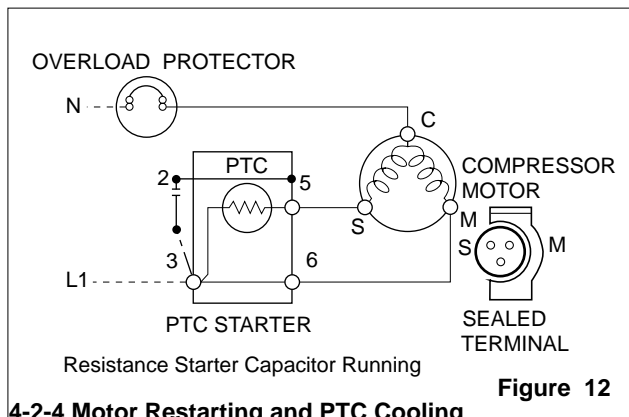 OVERLOAD PROTECTOR
N
C
PTC
2
5
COMPRESSOR
MOTOR
S
M
S
M
3
6
L1
PTC STARTER
SEALED
TERMINAL
Resistance Starter Capacitor Running
Figure 12
4-2-4 Motor Restarting and PTC Cooling